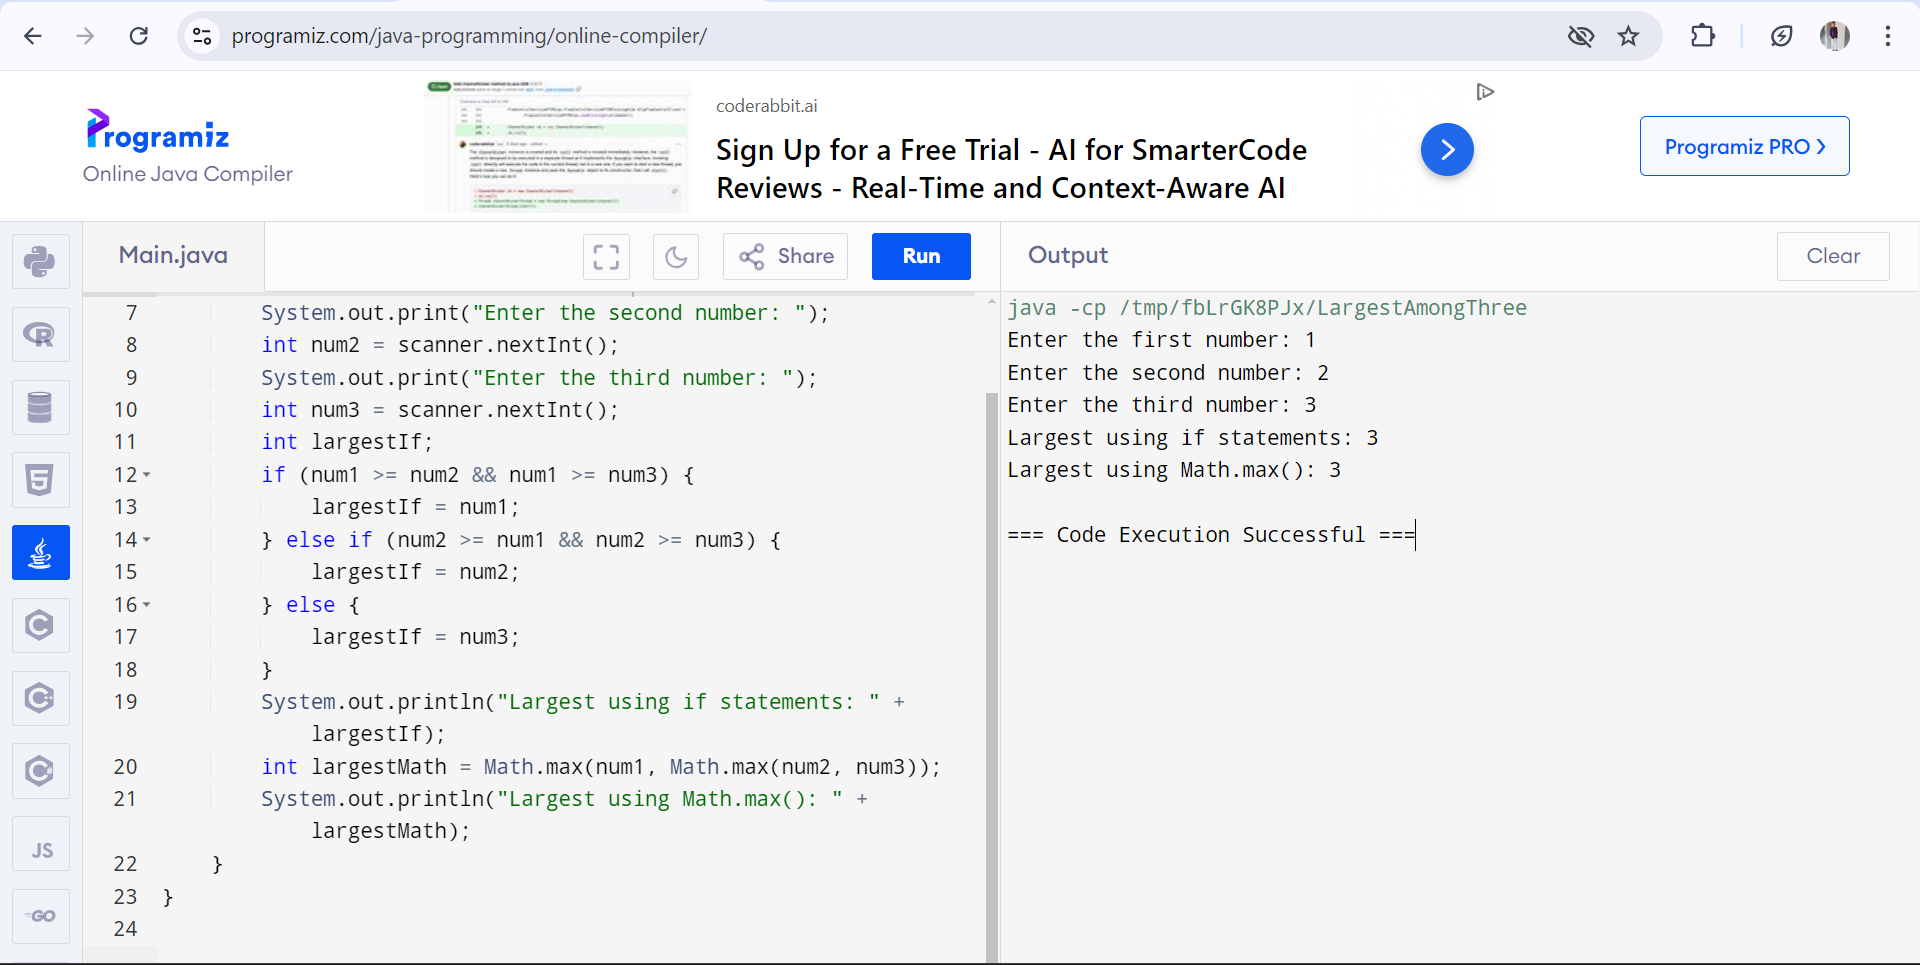 programiz.com/java-programming/online-compiler/
Programiz
Online Java Compiler
coderabbit.ai
Sign Up for a Free Trial - AI for SmarterCode
Reviews - Real-Time and Context-Aware AI
Programiz PRO >
Main.java
Share
Run
Output
Clear
7 System.out.print("Enter the second number: ");
8 int num2 = scanner.nextInt();
9 System.out.print("Enter the third number: ");
10 int num3 = scanner.nextInt();
11 int largestIf;
12 if (num1 >= num2 && num1 >= num3) {
13 largestIf = num1;
14 } else if (num2 >= num1 && num2 >= num3) {
15 largestIf = num2;
16 } else {
17 largestIf = num3;
18 }
19 System.out.println("Largest using if statements: " +
largestIf);
20 int largestMath = Math.max(num1, Math.max(num2, num3));
21 System.out.println("Largest using Math.max(): " +
largestMath);
22 }
23 }
24
java -cp /tmp/fbLrGK8PJx/LargestAmongThree
Enter the first number: 1
Enter the second number: 2
Enter the third number: 3
Largest using if statements: 3
Largest using Math.max(): 3
=== Code Execution Successful ===
R
5
C
C
C#
JS
GO